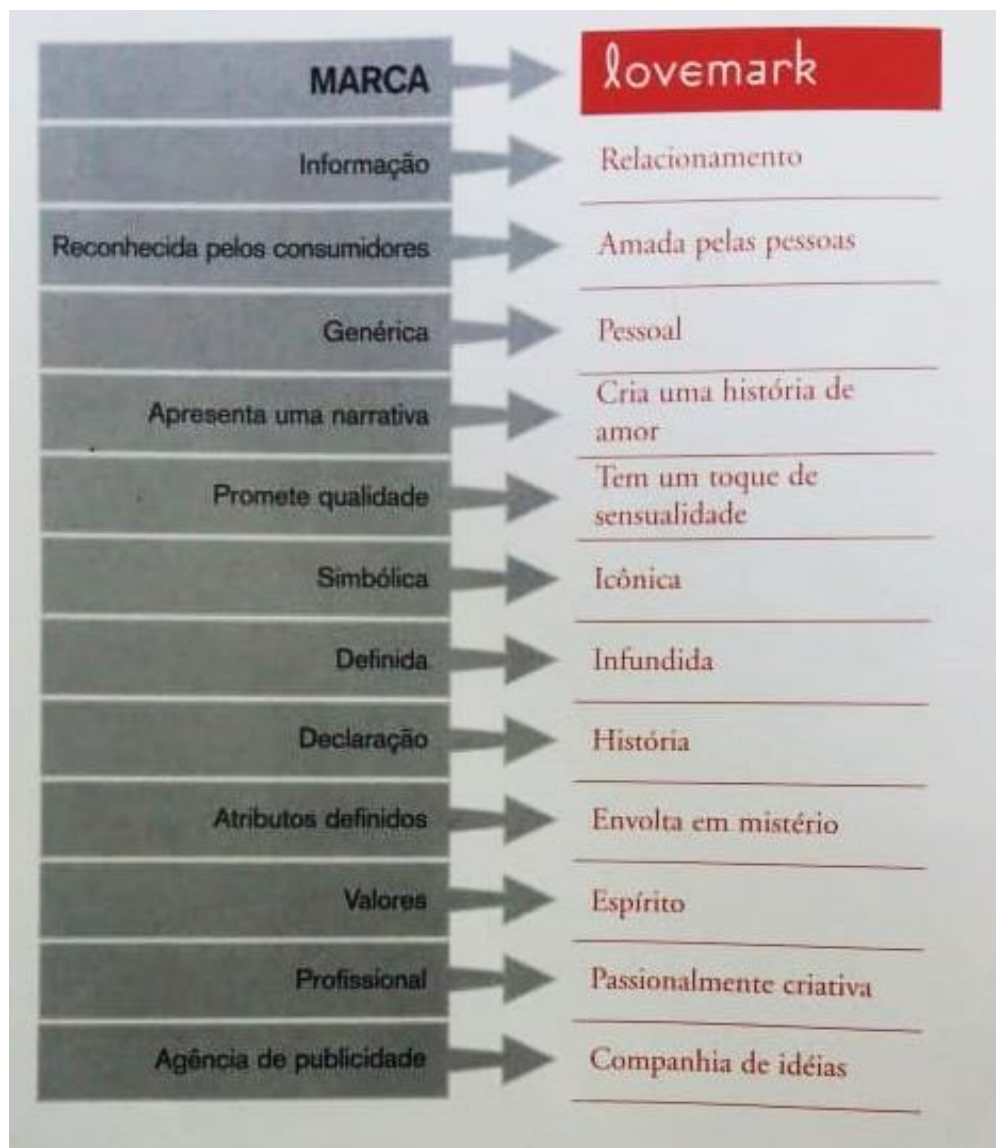 MARCA lovemark
Informação Relacionamento
Reconhecida pelos consumidores Amada pelas pessoas
Genérica Pessoal
Apresenta uma narrativa Cria uma história de
amor
Promete qualidade Tem um toque de
sensualidade
Simbólica Icônica
Definida Infundida
Declaração História
Atributos definidos Envolta em mistério
Valores Espírito
Profissional Passionalmente criativa
Agência de publicidade Companhia de idéias